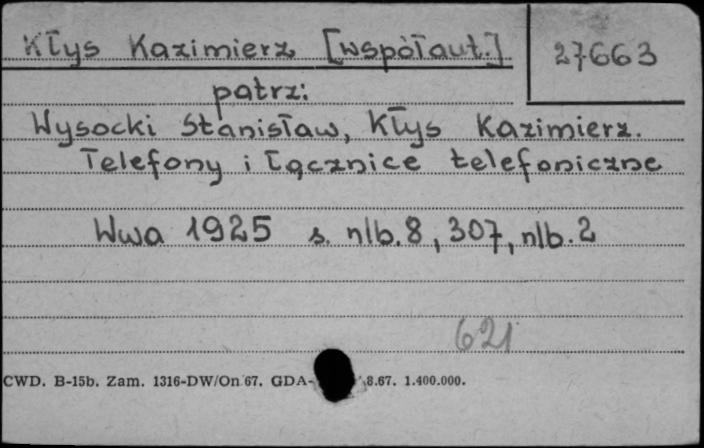 Kłys Kazimierz [współaut.]
27663
patrz:
Wysocki Stanisław, Kłys Kazimierz.
Telefony i łącznice telefoniczne
Wwa 1925 s. nlb. 8, 307, nlb. 2
621
CWD. B-15b. Zam. 1316-DW/On 67. GDA- 8.67. 1.400.000.